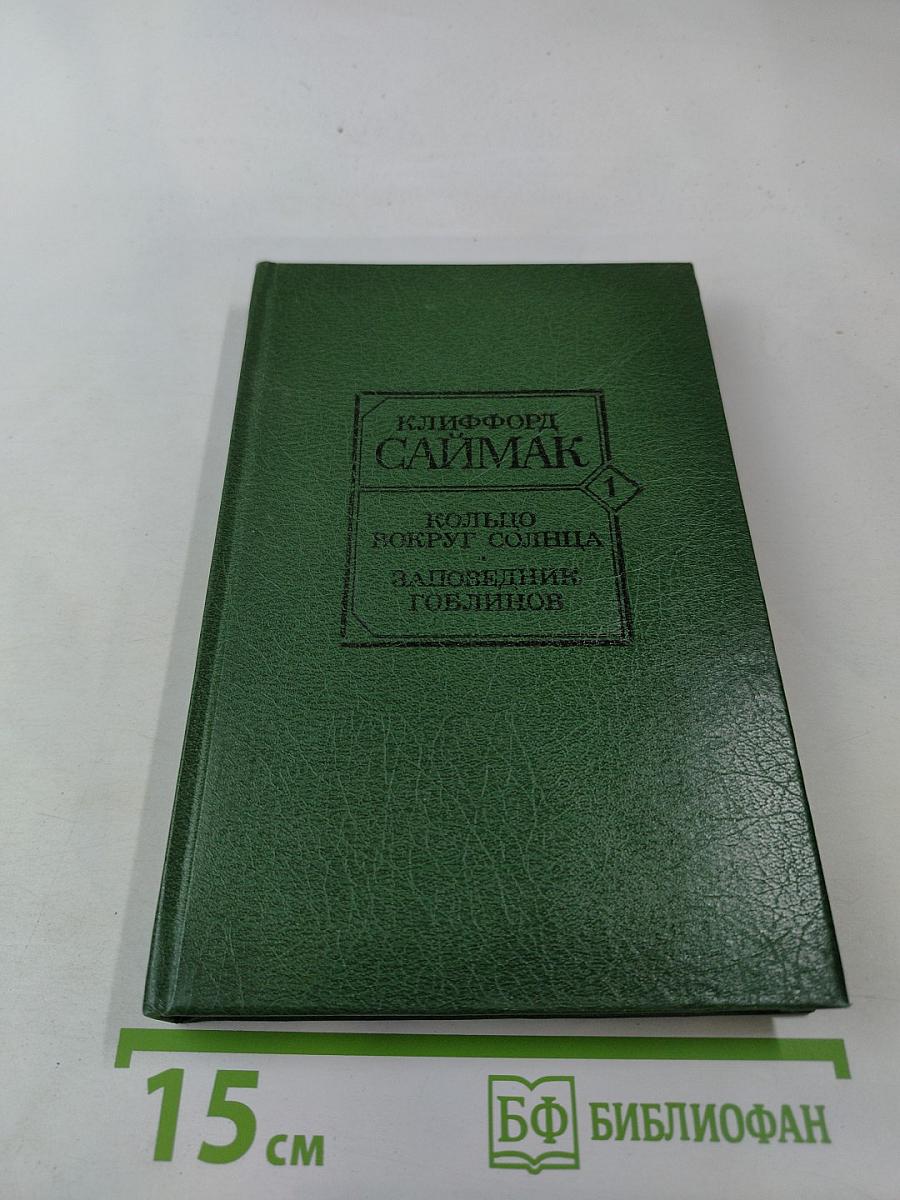 КЛИФФОРД
САЙМАК
1
КОЛЬЦО
ВОКРУГ СОЛНЦА
ЗАПОВЕДНИК
ГОБЛИНОВ
15 см
БФ БИБЛИОФАН